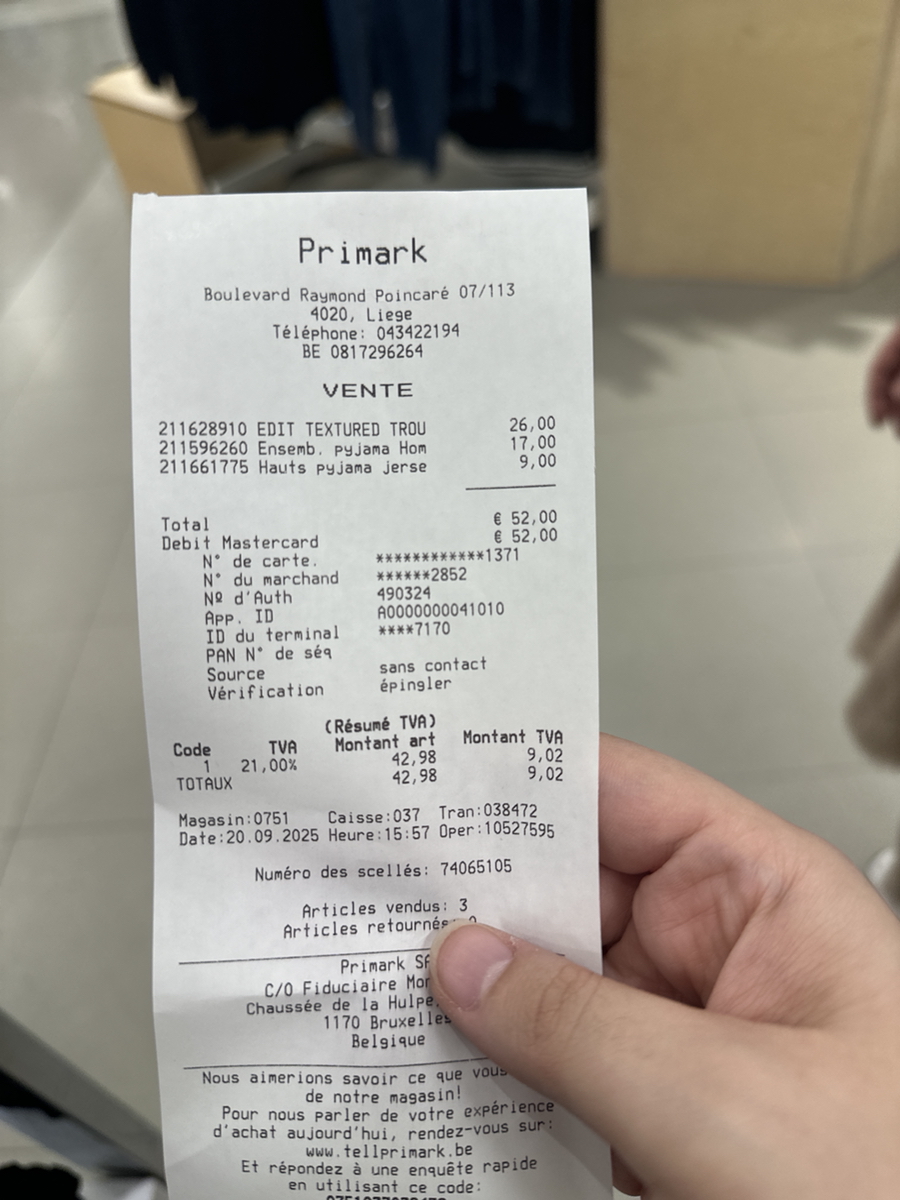 Primark
Boulevard Raymond Poincaré 07/113
4020, Liege
Téléphone: 043422194
BE 0817296264
VENTE
211628910 EDIT TEXTURED TROU 26,00
211596260 Ensemb. pyjama Hom 17,00
211661775 Hauts pyjama jerse 9,00
Total € 52,00
Debit Mastercard € 52,00
N° de carte. ************1371
N° du marchand ******2852
Nº d'Auth 490324
App. ID A0000000041010
ID du terminal ****7170
PAN N° de séq
Source sans contact
Vérification épingler
(Résumé TVA)
Code TVA Montant art Montant TVA
1 21,00% 42,98 9,02
TOTAUX 42,98 9,02
Magasin:0751 Caisse:037 Tran:038472
Date:20.09.2025 Heure:15:57 Oper:10527595
Numéro des scellés: 74065105
Articles vendus: 3
Articles retournés:
Primark
C/O Fiduciaire
Chaussée de la Hulpe
1170 Bruxelles
Belgique
Nous aimerions savoir ce que vous
de notre magasin!
Pour nous parler de votre expérience
d'achat aujourd'hui, rendez-vous sur:
www.tellprimark.be
Et répondez à une enquête rapide
en utilisant ce code: